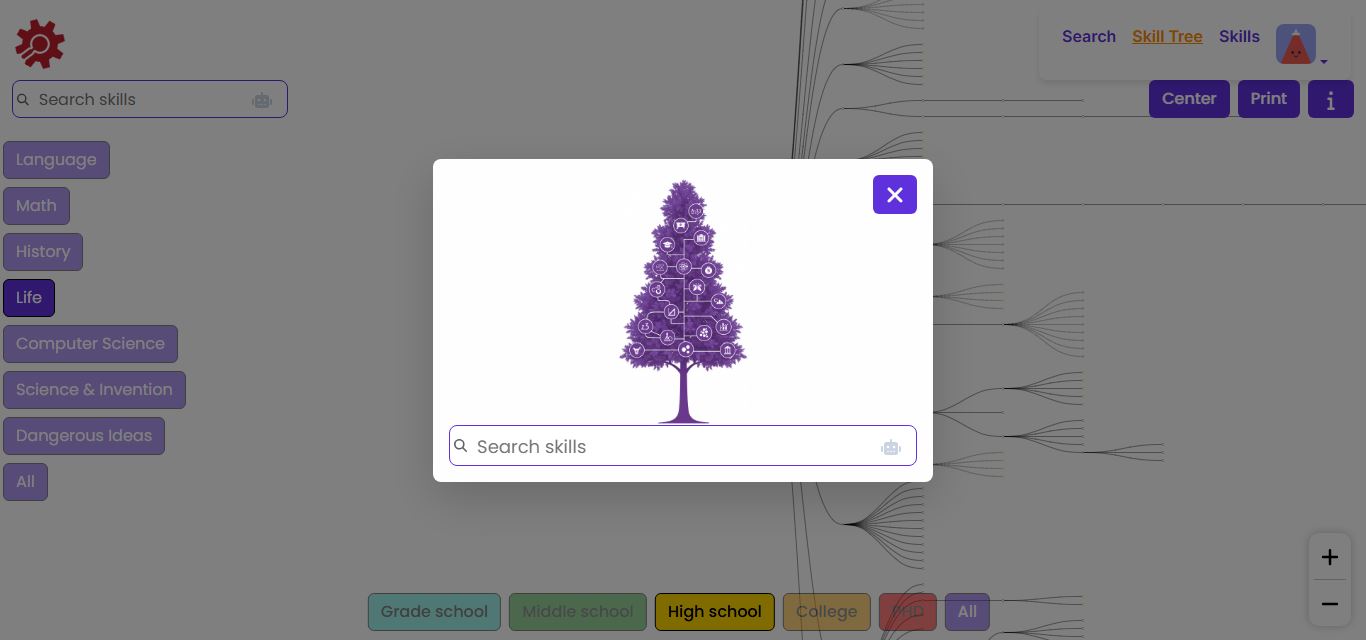 Search
Skill Tree
Skills
Search skills
Center
Print
i
Language
Math
History
Life
Computer Science
Science & Invention
Dangerous Ideas
All
Search skills
Grade school
Middle school
High school
College
PHD
All